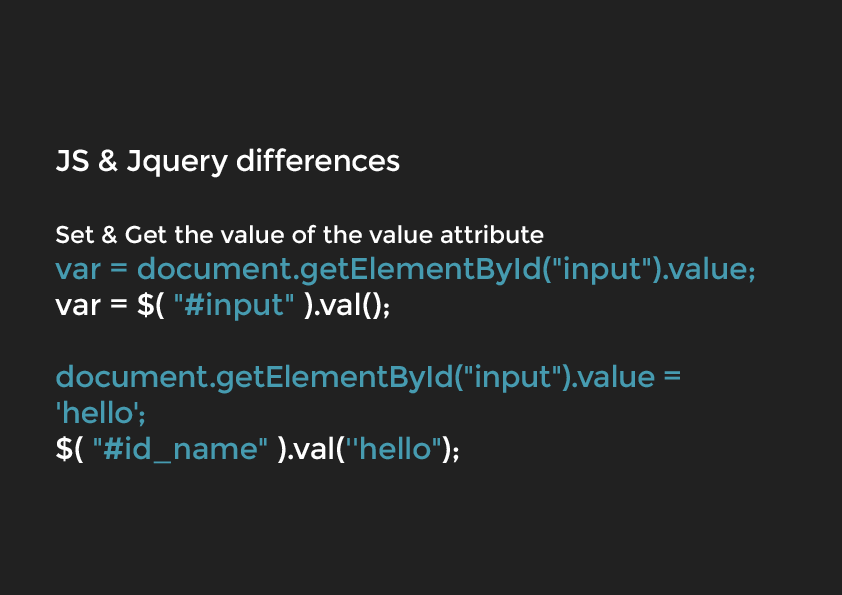 JS & Jquery differences
Set & Get the value of the value attribute
var = document.getElementById("input").value;
var = $( "#input" ).val();
document.getElementById("input").value =
'hello';
$( "#id_name" ).val(''hello");